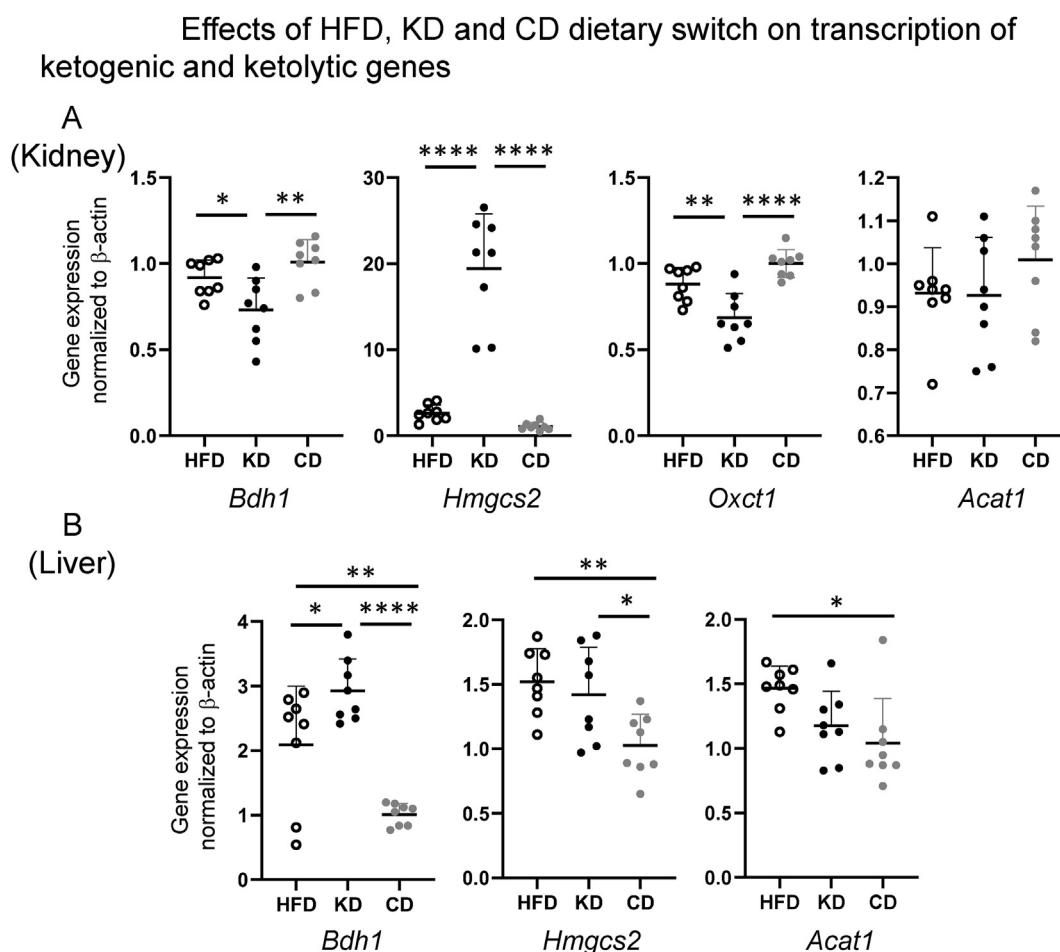 Effects of HFD, KD and CD dietary switch on transcription of
ketogenic and ketolytic genes
A
(Kidney)
Gene expression
normalized to β-actin
1.5
1.0
0.5
0.0
* **
HFD KD CD
Bdh1
30
20
10
0
**** ****
HFD KD CD
Hmgcs2
1.5
1.0
0.5
0.0
** ****
HFD KD CD
Oxct1
1.2
1.1
1.0
0.9
0.8
0.7
0.6
HFD KD CD
Acat1
B
(Liver)
Gene expression
normalized to β-actin
4
3
2
1
0
**
* ****
HFD KD CD
Bdh1
2.0
1.5
1.0
0.5
0.0
**
*
HFD KD CD
Hmgcs2
2.0
1.5
1.0
0.5
0.0
*
HFD KD CD
Acat1